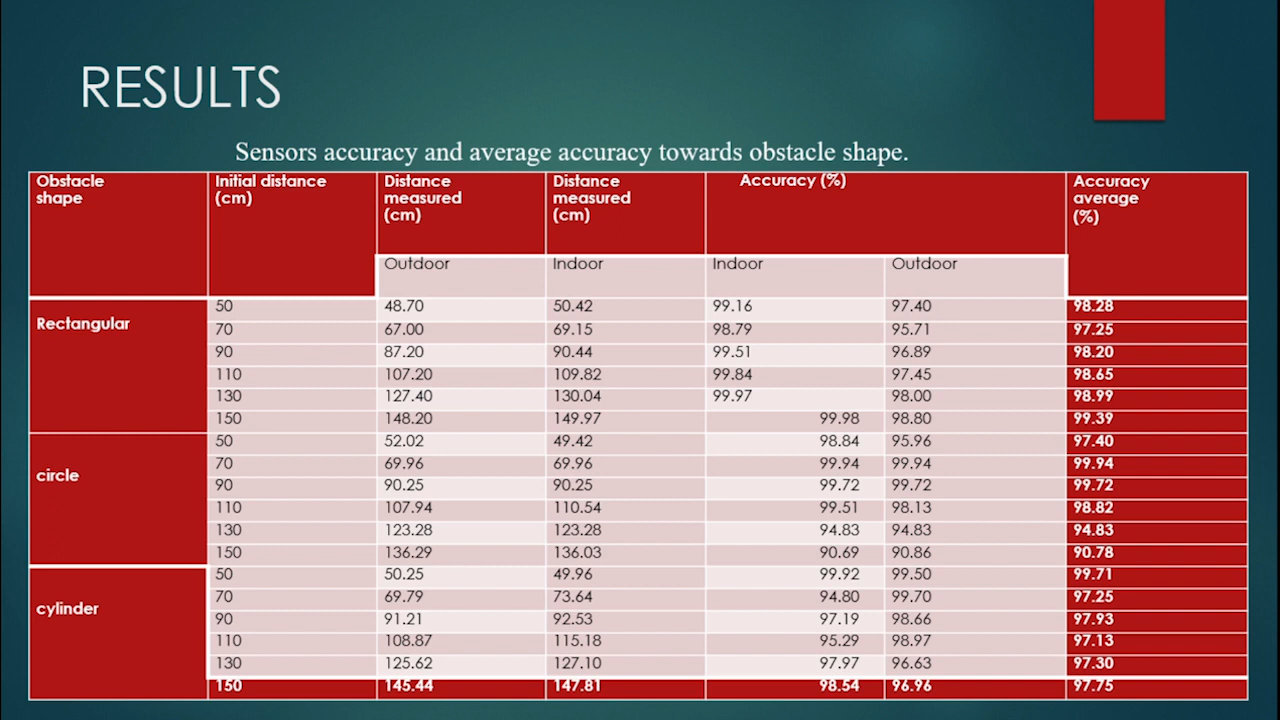 RESULTS
Sensors accuracy and average accuracy towards obstacle shape.
Obstacle shape Initial distance (cm) Distance measured (cm) Distance measured (cm) Accuracy (%) Accuracy average (%)
Outdoor Indoor Indoor Outdoor
Rectangular 50 48.70 50.42 99.16 97.40 98.28
70 67.00 69.15 98.79 95.71 97.25
90 87.20 90.44 99.51 96.89 98.20
110 107.20 109.82 99.84 97.45 98.65
130 127.40 130.04 99.97 98.00 98.99
150 148.20 149.97 99.98 98.80 99.39
circle 50 52.02 49.42 98.84 95.96 97.40
70 69.96 69.96 99.94 99.94 99.94
90 90.25 90.25 99.72 99.72 99.72
110 107.94 110.54 99.51 98.13 98.82
130 123.28 123.28 94.83 94.83 94.83
150 136.29 136.03 90.69 90.86 90.78
cylinder 50 50.25 49.96 99.92 99.50 99.71
70 69.79 73.64 94.80 99.70 97.25
90 91.21 92.53 97.19 98.66 97.93
110 108.87 115.18 95.29 98.97 97.13
130 125.62 127.10 97.97 96.63 97.30
150 145.44 147.81 98.54 96.96 97.75